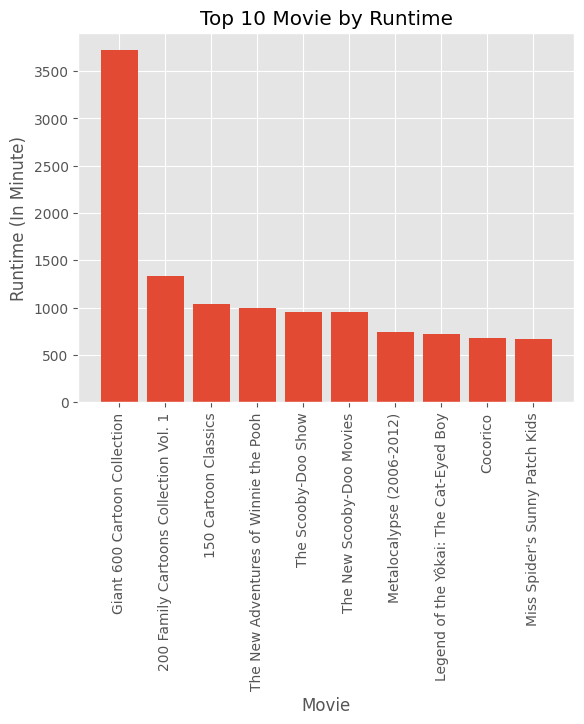 Top 10 Movie by Runtime
Runtime (In Minute)
3500
3000
2500
2000
1500
1000
500
0
Giant 600 Cartoon Collection
200 Family Cartoons Collection Vol. 1
150 Cartoon Classics
The New Adventures of Winnie the Pooh
The Scooby-Doo Show
The New Scooby-Doo Movies
Metalocalypse (2006-2012)
Legend of the Yôkai: The Cat-Eyed Boy
Cocorico
Miss Spider's Sunny Patch Kids
Movie